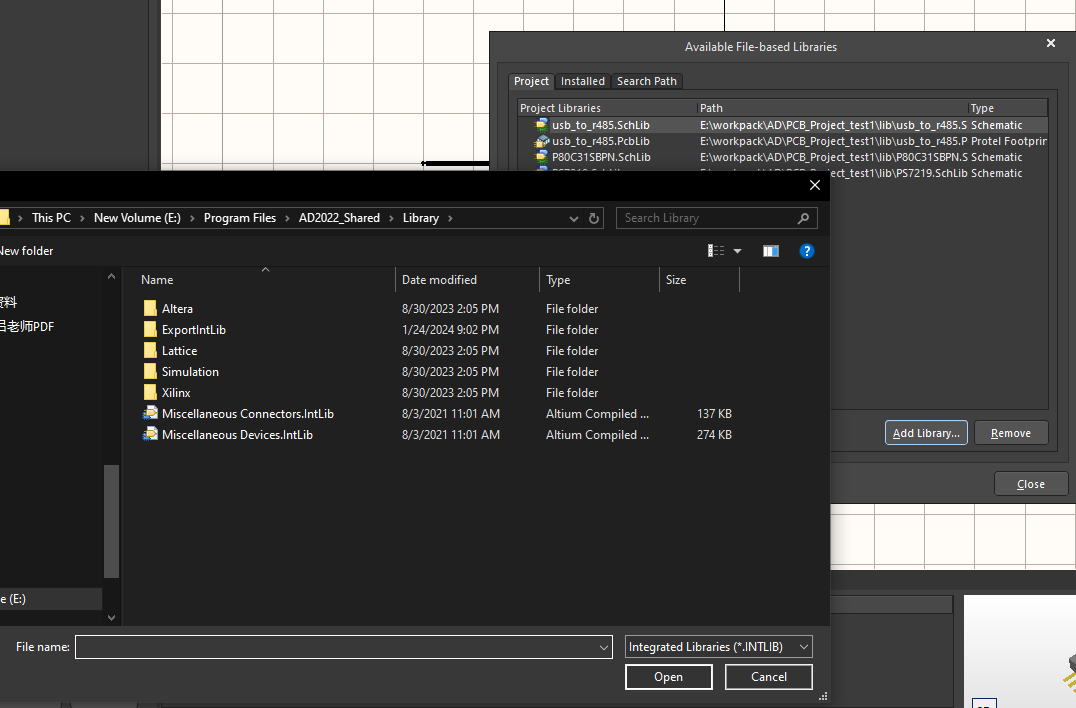 Available File-based Libraries
Project Installed Search Path
Project Libraries Path Type
usb_to_r485.SchLib E:\workpack\AD\PCB_Project_test1\lib\usb_to_r485.S Schematic
usb_to_r485.PcbLib E:\workpack\AD\PCB_Project_test1\lib\usb_to_r485.P Protel Footprin
P80C31SBPN.SchLib E:\workpack\AD\PCB_Project_test1\lib\P80C31SBPN.S Schematic
PCB_Project_test1\lib\PS7219.SchLib Schematic
This PC New Volume (E:) Program Files AD2022_Shared Library Search Library
New folder
Name Date modified Type Size
资料
吕老师PDF
Altera 8/30/2023 2:05 PM File folder
ExportIntLib 1/24/2024 9:02 PM File folder
Lattice 8/30/2023 2:05 PM File folder
Simulation 8/30/2023 2:05 PM File folder
Xilinx 8/30/2023 2:05 PM File folder
Miscellaneous Connectors.IntLib 8/3/2021 11:01 AM Altium Compiled ... 137 KB
Miscellaneous Devices.IntLib 8/3/2021 11:01 AM Altium Compiled ... 274 KB
Add Library... Remove
Close
e (E:)
File name: Integrated Libraries (*.INTLIB)
Open Cancel